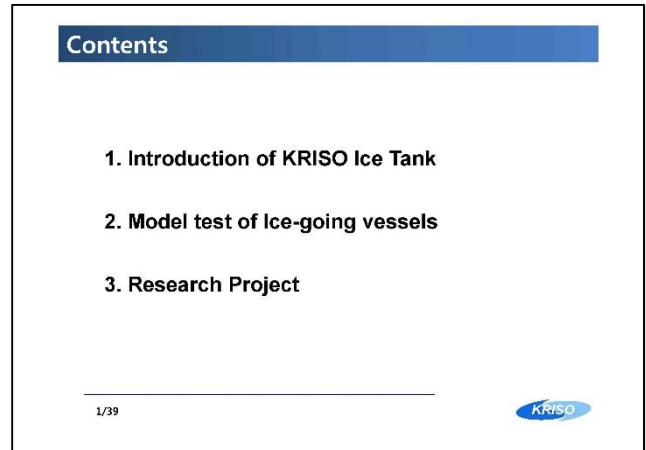 Contents
1. Introduction of KRISO Ice Tank
2. Model test of Ice-going vessels
3. Research Project
1/39
KRISO